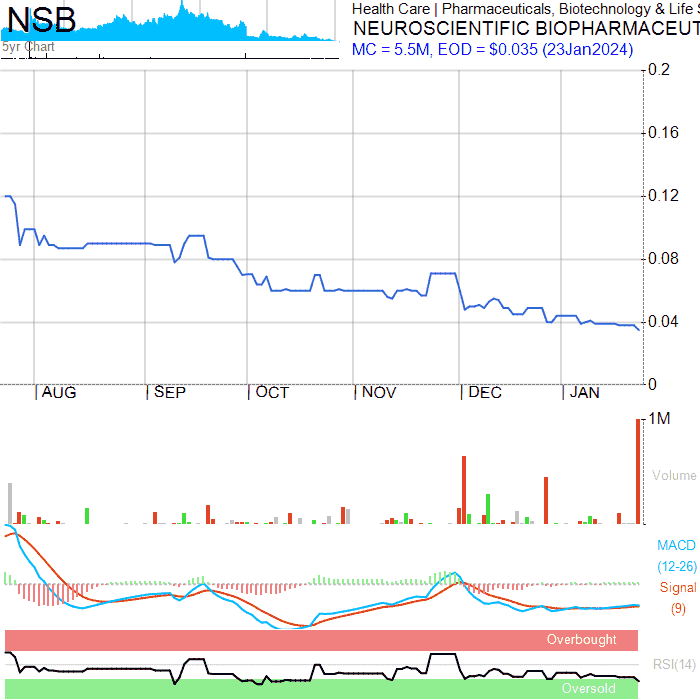 NSB
5yr Chart
Health Care | Pharmaceuticals, Biotechnology & Life S
NEUROSCIENTIFIC BIOPHARMACEUT
MC = 5.5M, EOD = $0.035 (23Jan2024)
0.2
0.16
0.12
0.08
0.04
0
AUG SEP OCT NOV DEC JAN
1M
Volume
MACD
(12-26)
Signal
(9)
Overbought
RSI(14)
Oversold